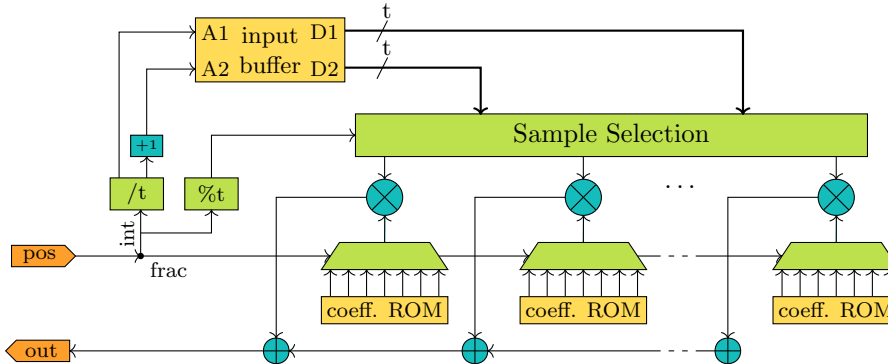 t
A1 input D1
t
A2 buffer D2
Sample Selection
+1
/t
%t
. . .
int
pos
frac
coeff. ROM
coeff. ROM
coeff. ROM
out